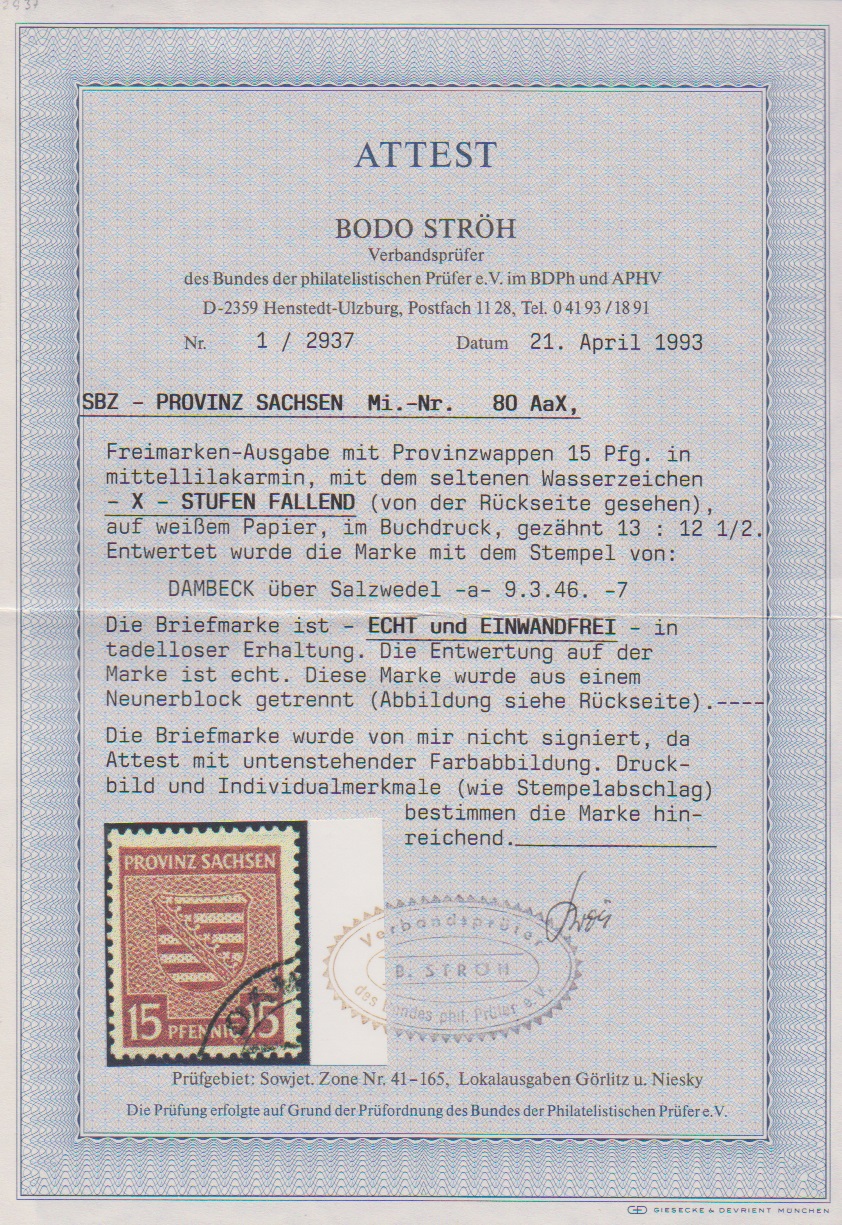 2937
ATTEST
BODO STRÖH
Verbandsprüfer
des Bundes der philatelistischen Prüfer e.V. im BDPh und APHV
D-2359 Henstedt-Ulzburg, Postfach 11 28, Tel. 0 41 93 / 18 91
Nr. 1 / 2937 Datum 21. April 1993
SBZ - PROVINZ SACHSEN Mi.-Nr. 80 AaX,
Freimarken-Ausgabe mit Provinzwappen 15 Pfg. in
mittellilakarmin, mit dem seltenen Wasserzeichen
- X - STUFEN FALLEND (von der Rückseite gesehen),
auf weißem Papier, im Buchdruck, gezähnt 13 : 12 1/2.
Entwertet wurde die Marke mit dem Stempel von:
DAMBECK über Salzwedel -a- 9.3.46. -7
Die Briefmarke ist - ECHT und EINWANDFREI - in
tadelloser Erhaltung. Die Entwertung auf der
Marke ist echt. Diese Marke wurde aus einem
Neunerblock getrennt (Abbildung siehe Rückseite).----
Die Briefmarke wurde von mir nicht signiert, da
Attest mit untenstehender Farbabbildung. Druck-
bild und Individualmerkmale (wie Stempelabschlag)
bestimmen die Marke hin-
reichend.
PROVINZ SACHSEN
15 PFENNIG 15
DAM
Verbandsprüfer
B. STRÖH
des Bundes phil. Prüfer e.V.
Prüfgebiet: Sowjet. Zone Nr. 41-165, Lokalausgaben Görlitz u. Niesky
Die Prüfung erfolgte auf Grund der Prüfordnung des Bundes der Philatelistischen Prüfer e.V.
GIESECKE & DEVRIENT MÜNCHEN